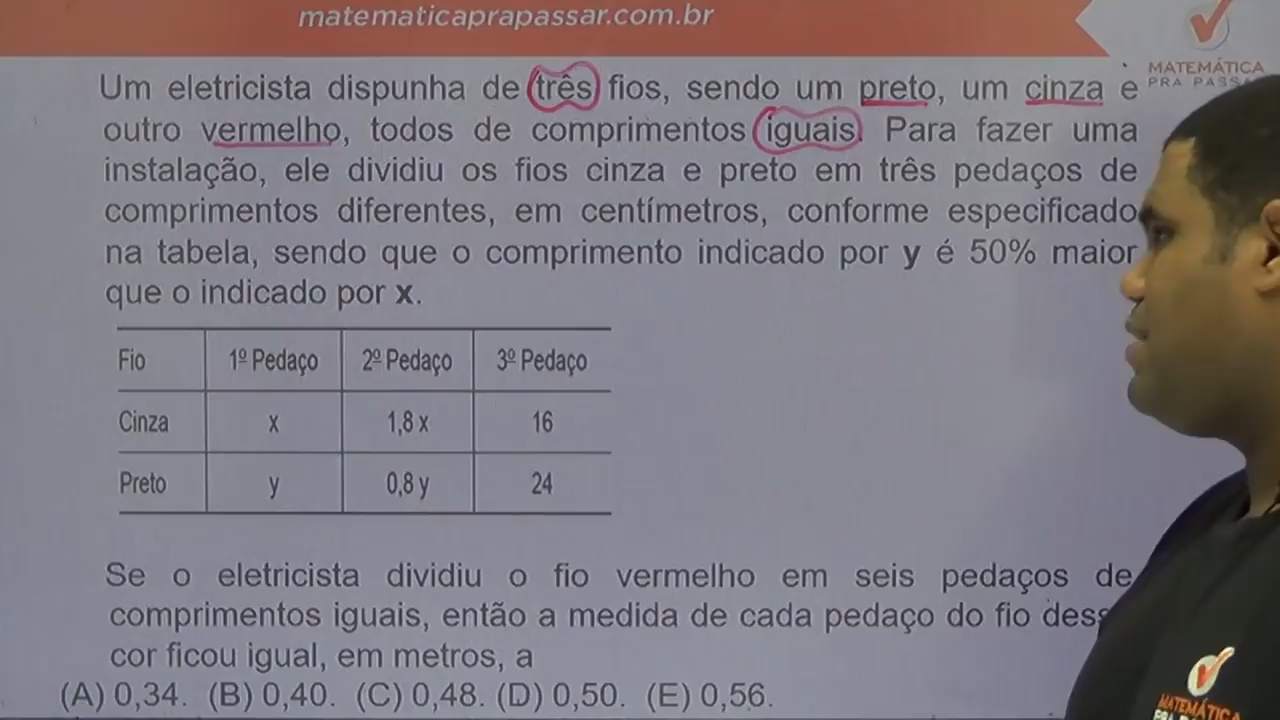 matematicaprapassar.com.br
MATEMÁTICA
Um eletricista dispunha de três fios, sendo um preto, um cinza e
outro vermelho, todos de comprimentos iguais. Para fazer uma
instalação, ele dividiu os fios cinza e preto em três pedaços de
comprimentos diferentes, em centímetros, conforme especificado
na tabela, sendo que o comprimento indicado por y é 50% maior
que o indicado por x.
Fio 1º Pedaço 2º Pedaço 3º Pedaço
Cinza x 1,8 x 16
Preto y 0,8 y 24
Se o eletricista dividiu o fio vermelho em seis pedaços de
comprimentos iguais, então a medida de cada pedaço do fio
cor ficou igual, em metros, a
(A) 0,34. (B) 0,40. (C) 0,48. (D) 0,50. (E) 0,56.
MATEMÁTICA